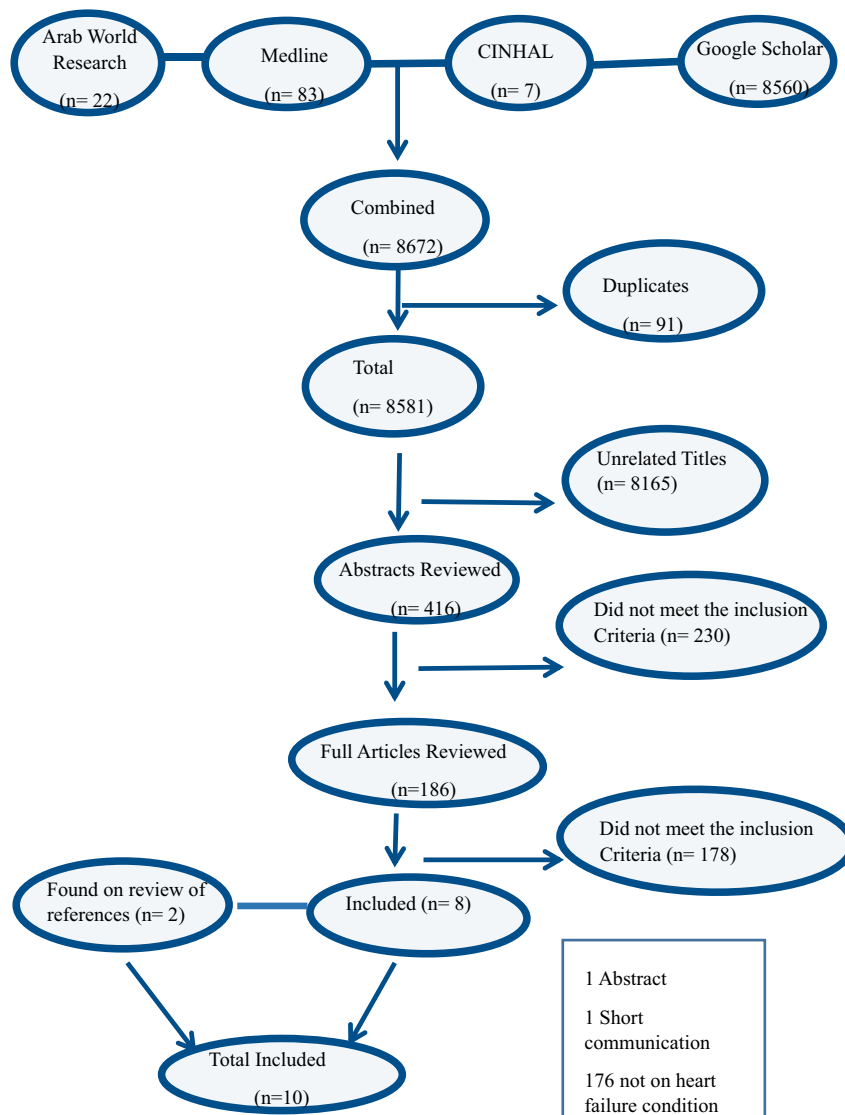 Arab World
Research
(n= 22)
Medline
(n= 83)
CINHAL
(n= 7)
Google Scholar
(n= 8560)
Combined
(n= 8672)
Duplicates
(n= 91)
Total
(n= 8581)
Unrelated Titles
(n= 8165)
Abstracts Reviewed
(n= 416)
Did not meet the inclusion
Criteria (n= 230)
Full Articles Reviewed
(n=186)
Did not meet the inclusion
Criteria (n= 178)
Found on review of
references (n= 2)
Included (n= 8)
1 Abstract
1 Short
communication
176 not on heart
failure condition
Total Included
(n=10)